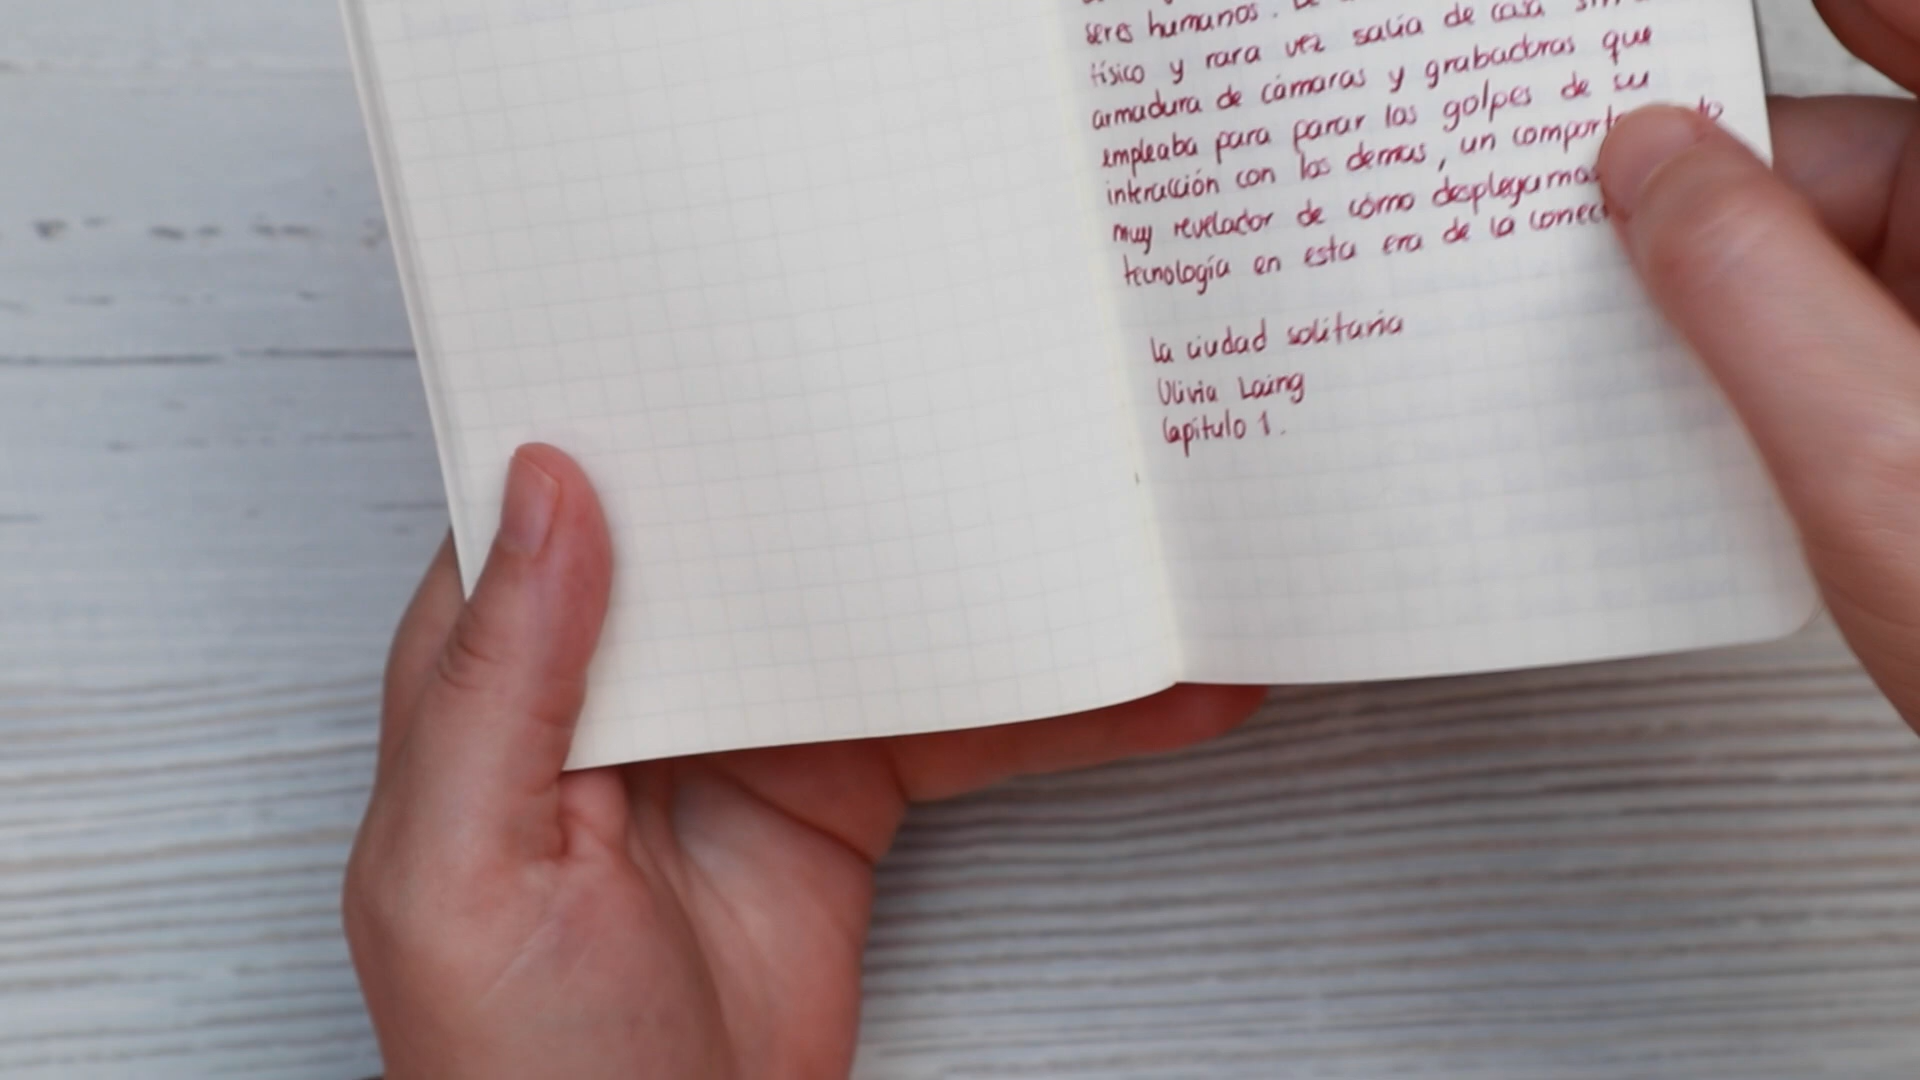 seres humanos.
físico y rara vez salía de casa sin
armadura de cámaras y grabadoras que
empleaba para parar los golpes de su
interacción con los demás, un
muy revelador de cómo desplegamos
tecnología en esta era de la
La ciudad solitaria
Olivia Laing
Capítulo 1.